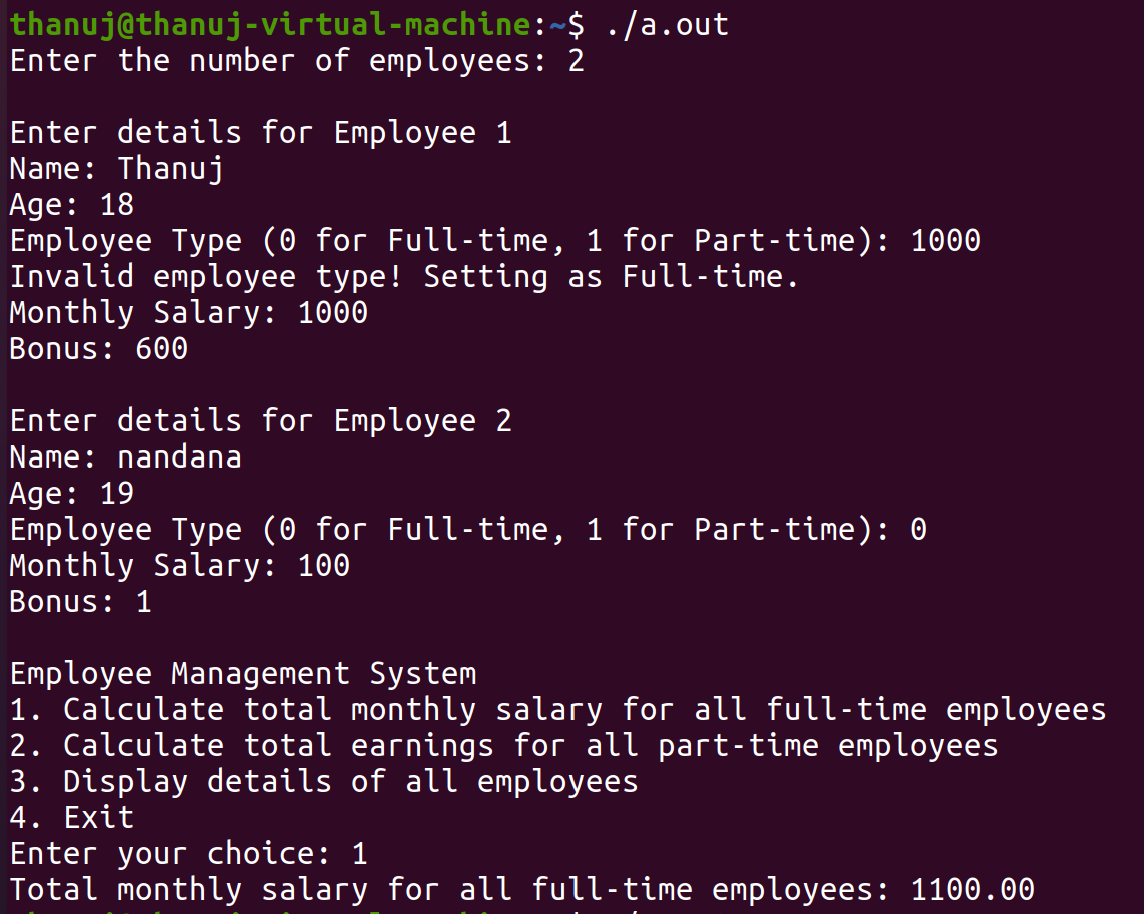 thanuj@thanuj-virtual-machine:~$ ./a.out
Enter the number of employees: 2
Enter details for Employee 1
Name: Thanuj
Age: 18
Employee Type (0 for Full-time, 1 for Part-time): 1000
Invalid employee type! Setting as Full-time.
Monthly Salary: 1000
Bonus: 600
Enter details for Employee 2
Name: nandana
Age: 19
Employee Type (0 for Full-time, 1 for Part-time): 0
Monthly Salary: 100
Bonus: 1
Employee Management System
1. Calculate total monthly salary for all full-time employees
2. Calculate total earnings for all part-time employees
3. Display details of all employees
4. Exit
Enter your choice: 1
Total monthly salary for all full-time employees: 1100.00